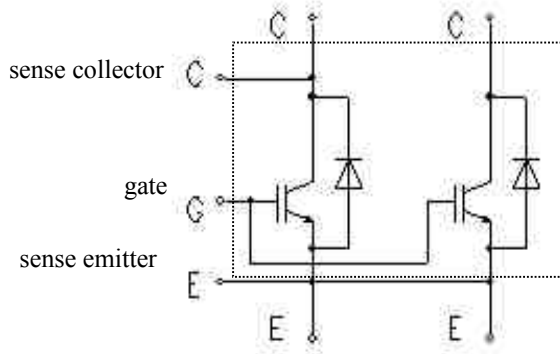 C C
sense collector C
gate G
sense emitter
E
E E